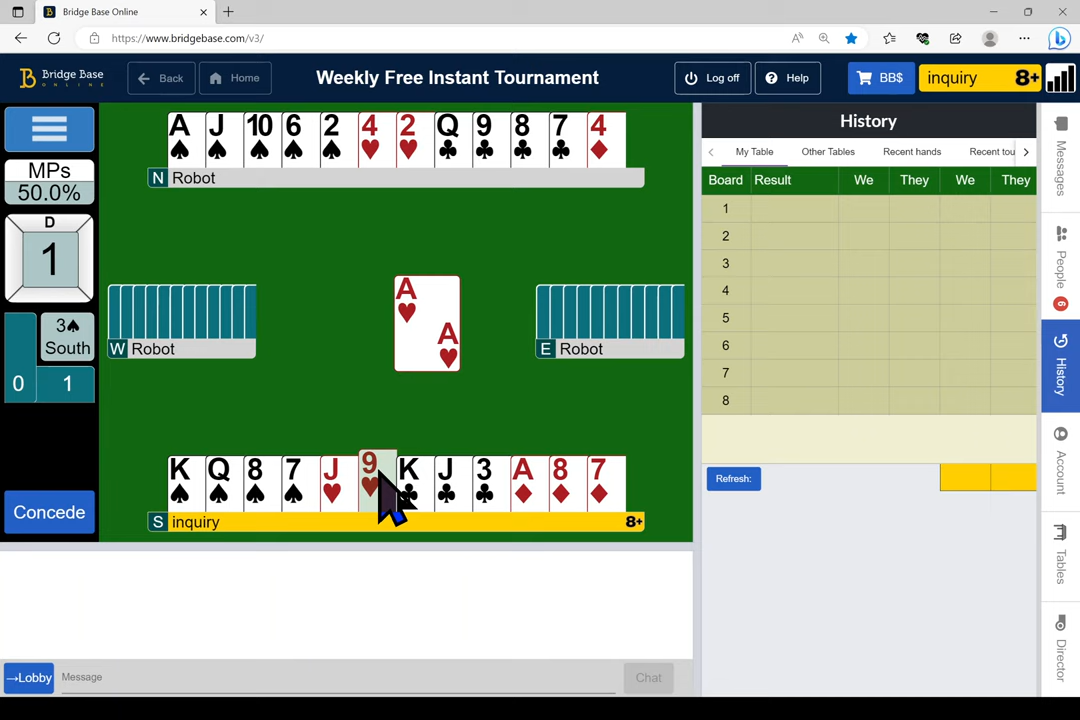 Bridge Base Online
https://www.bridgebase.com/v3/
Bridge Base
ONLINE
Back
Home
Weekly Free Instant Tournament
Log off
Help
BB$
inquiry 8+
MPs
50.0%
D
1
3♠
South
0 1
Concede
A J 10 6 2 4 2 Q 9 8 7 4
N Robot
A
A
W Robot
E Robot
K Q 8 7 J 9 K J 3 A 8 7
S inquiry 8+
History
My Table Other Tables Recent hands Recent tou
Board Result We They We They
1
2
3
4
5
6
7
8
Refresh:
Messages
People
6
History
Account
Tables
Director
→Lobby
Message
Chat